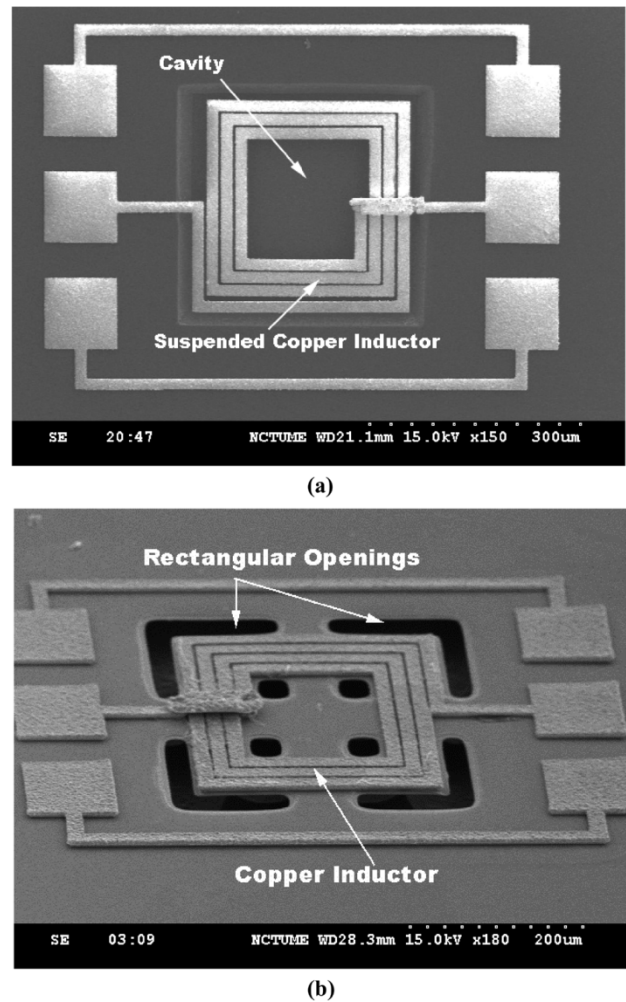 Cavity
Suspended Copper Inductor
SE 20:47 NCTUME WD21.1mm 15.0kV x150 300um
(a)
Rectangular Openings
Copper Inductor
SE 03:09 NCTUME WD28.3mm 15.0kV x180 200um
(b)